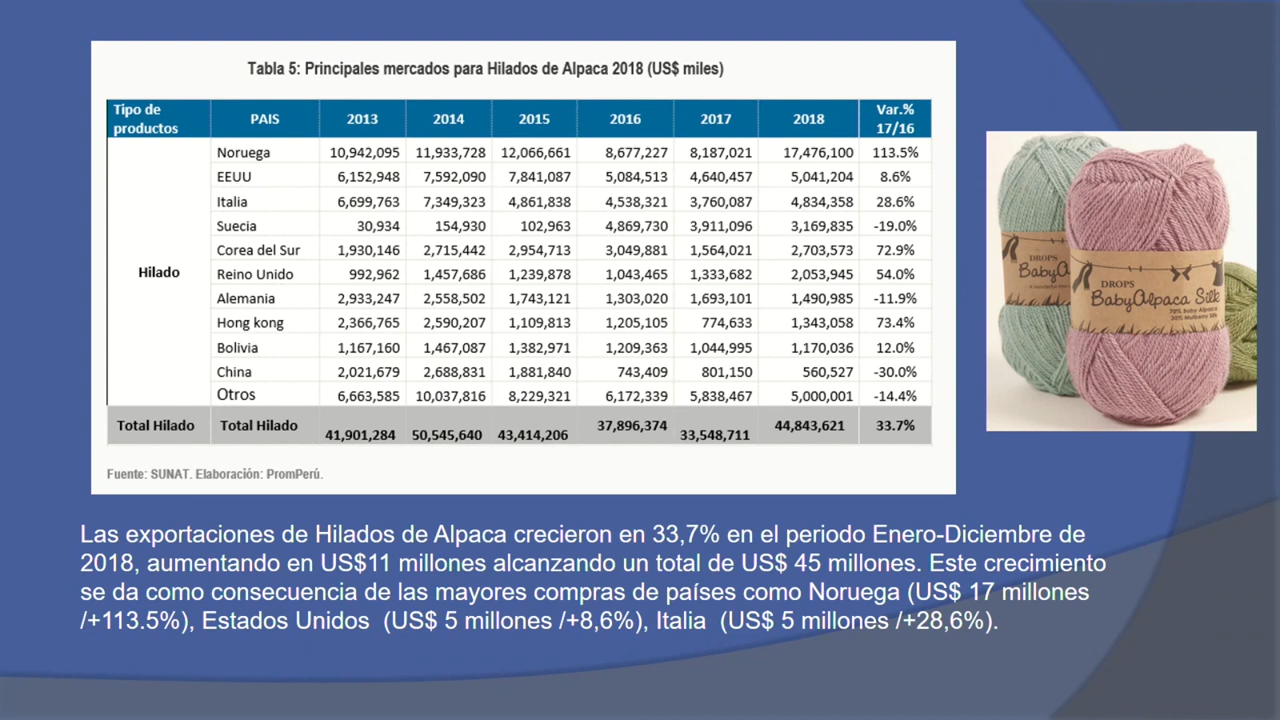 Tabla 5: Principales mercados para Hilados de Alpaca 2018 (US$ miles)
Tipo de productos PAIS 2013 2014 2015 2016 2017 2018 Var.% 17/16
Noruega 10,942,095 11,933,728 12,066,661 8,677,227 8,187,021 17,476,100 113.5%
EEUU 6,152,948 7,592,090 7,841,087 5,084,513 4,640,457 5,041,204 8.6%
Italia 6,699,763 7,349,323 4,861,838 4,538,321 3,760,087 4,834,358 28.6%
Suecia 30,934 154,930 102,963 4,869,730 3,911,096 3,169,835 -19.0%
Corea del Sur 1,930,146 2,715,442 2,954,713 3,049,881 1,564,021 2,703,573 72.9%
Hilado Reino Unido 992,962 1,457,686 1,239,878 1,043,465 1,333,682 2,053,945 54.0%
Alemania 2,933,247 2,558,502 1,743,121 1,303,020 1,693,101 1,490,985 -11.9%
Hong kong 2,366,765 2,590,207 1,109,813 1,205,105 774,633 1,343,058 73.4%
Bolivia 1,167,160 1,467,087 1,382,971 1,209,363 1,044,995 1,170,036 12.0%
China 2,021,679 2,688,831 1,881,840 743,409 801,150 560,527 -30.0%
Otros 6,663,585 10,037,816 8,229,321 6,172,339 5,838,467 5,000,001 -14.4%
Total Hilado Total Hilado 41,901,284 50,545,640 43,414,206 37,896,374 33,548,711 44,843,621 33.7%
Fuente: SUNAT. Elaboración: PromPerú.
DROPS
BabyA
DROPS
BabyAlpaca Silk
70% Baby Alpaca
30% Mulberry Silk
Las exportaciones de Hilados de Alpaca crecieron en 33,7% en el periodo Enero-Diciembre de
2018, aumentando en US$11 millones alcanzando un total de US$ 45 millones. Este crecimiento
se da como consecuencia de las mayores compras de países como Noruega (US$ 17 millones
/+113.5%), Estados Unidos (US$ 5 millones /+8,6%), Italia (US$ 5 millones /+28,6%).